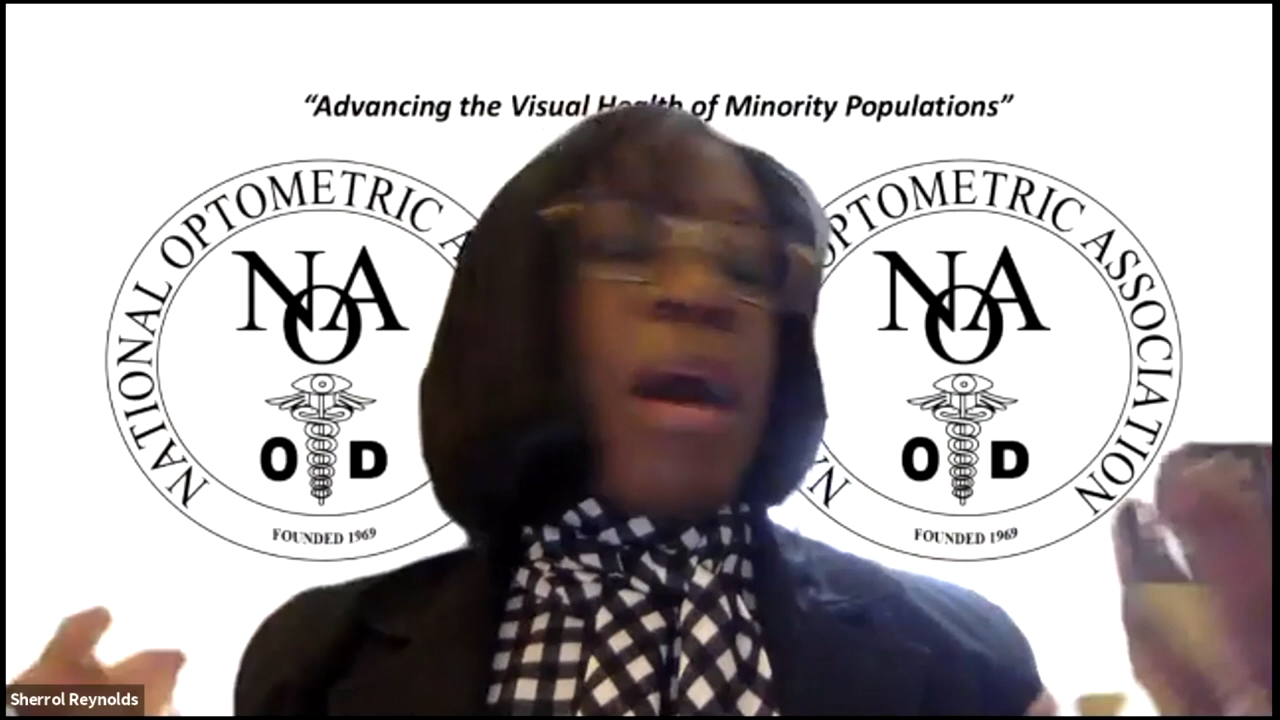 “Advancing the Visual Health of Minority Populations”
NATIONAL OPTOMETRIC
NOA
O D
FOUNDED 1969
OPTOMETRIC ASSOCIATION
NOA
O D
FOUNDED 1969
Sherrol Reynolds